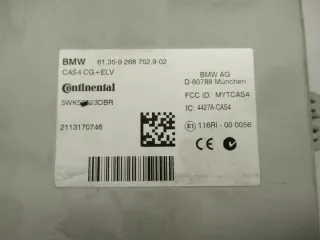 BMW 61.35-9 268 752.9-02
CAS4 CG+ELV
BMW AG
D-80788 München
Continental
FCC ID: MYTCAS4
IC: 4427A-CAS4
2113170746
E1 116RI - 00 0056